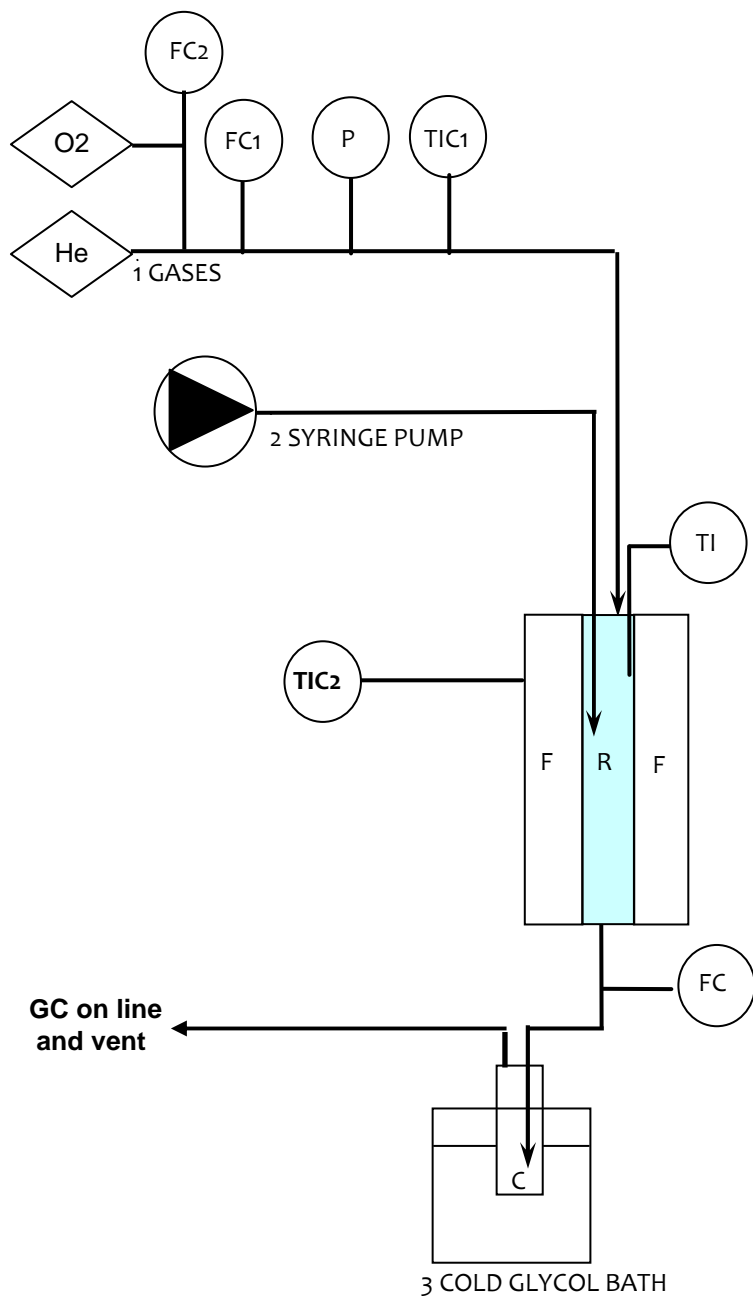 FC2
O2
FC1
P
TIC1
He
1 GASES
2 SYRINGE PUMP
TI
TIC2
F
R
F
FC
GC on line
and vent
C
3 COLD GLYCOL BATH